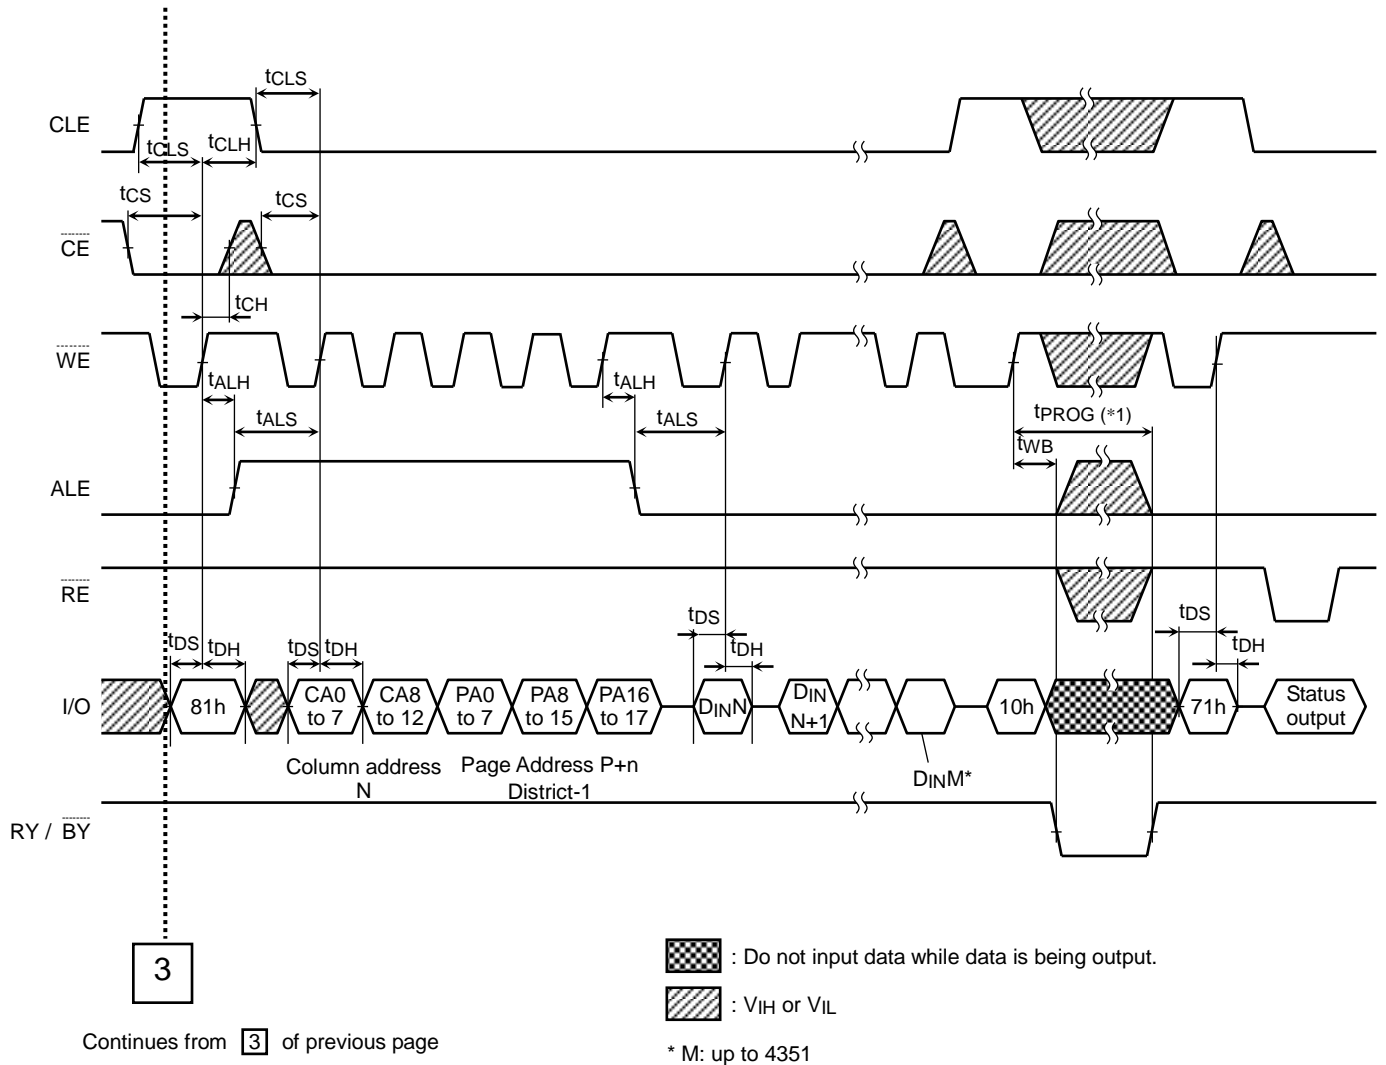 tCLS
CLE
tCLS tCLH
tCS tCS
CE
tCH
WE
tALH tALH
tALS tALS tPROG (*1)
tWB
ALE
RE
tDS tDH tDS tDH tDS tDH tDS tDH
I/O 81h CA0 to 7 CA8 to 12 PA0 to 7 PA8 to 15 PA16 to 17 DINN DIN N+1 10h 71h Status output
Column address N Page Address P+n District-1 DINM*
RY / BY
3
: Do not input data while data is being output.
: VIH or VIL
Continues from 3 of previous page
* M: up to 4351